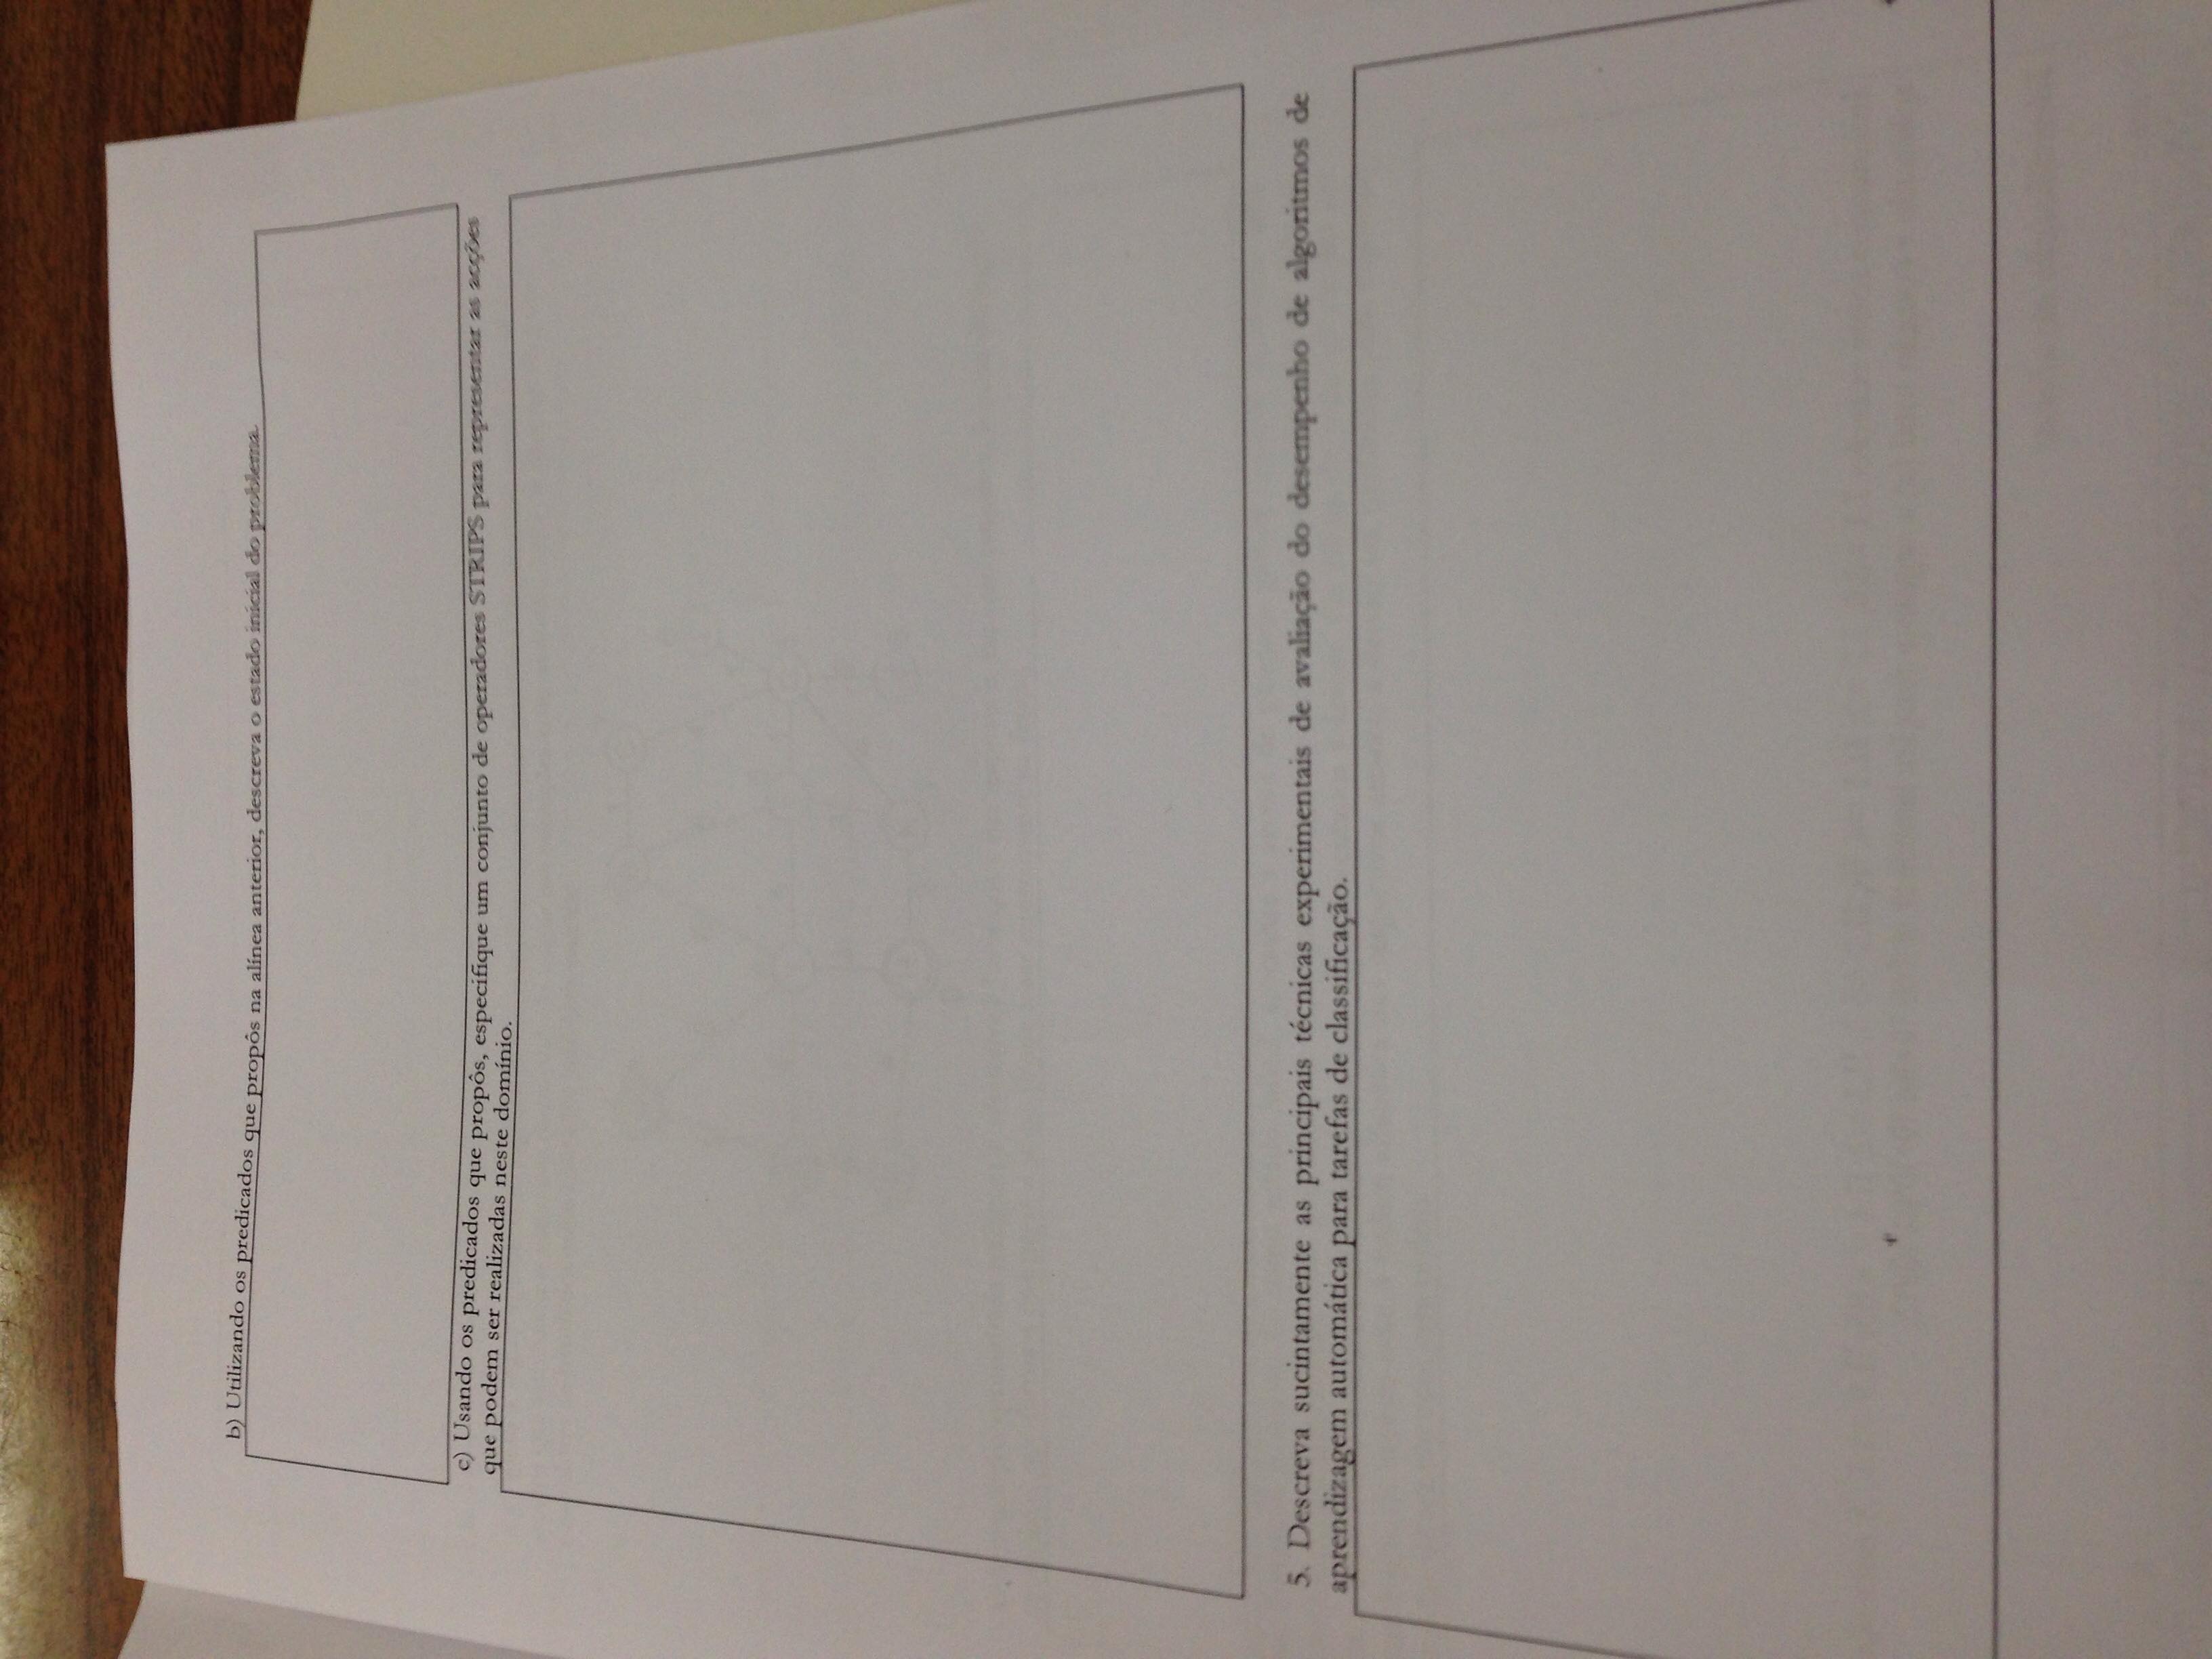 b) Utilizando os predicados que propôs na alínea anterior, descreva o estado inicial do problema.
c) Usando os predicados que propôs, especifique um conjunto de operadores STRIPS para representar as acções
que podem ser realizadas neste domínio.
5. Descreva sucintamente as principais técnicas experimentais de avaliação do desempenho de algoritmos de
aprendizagem automática para tarefas de classificação.